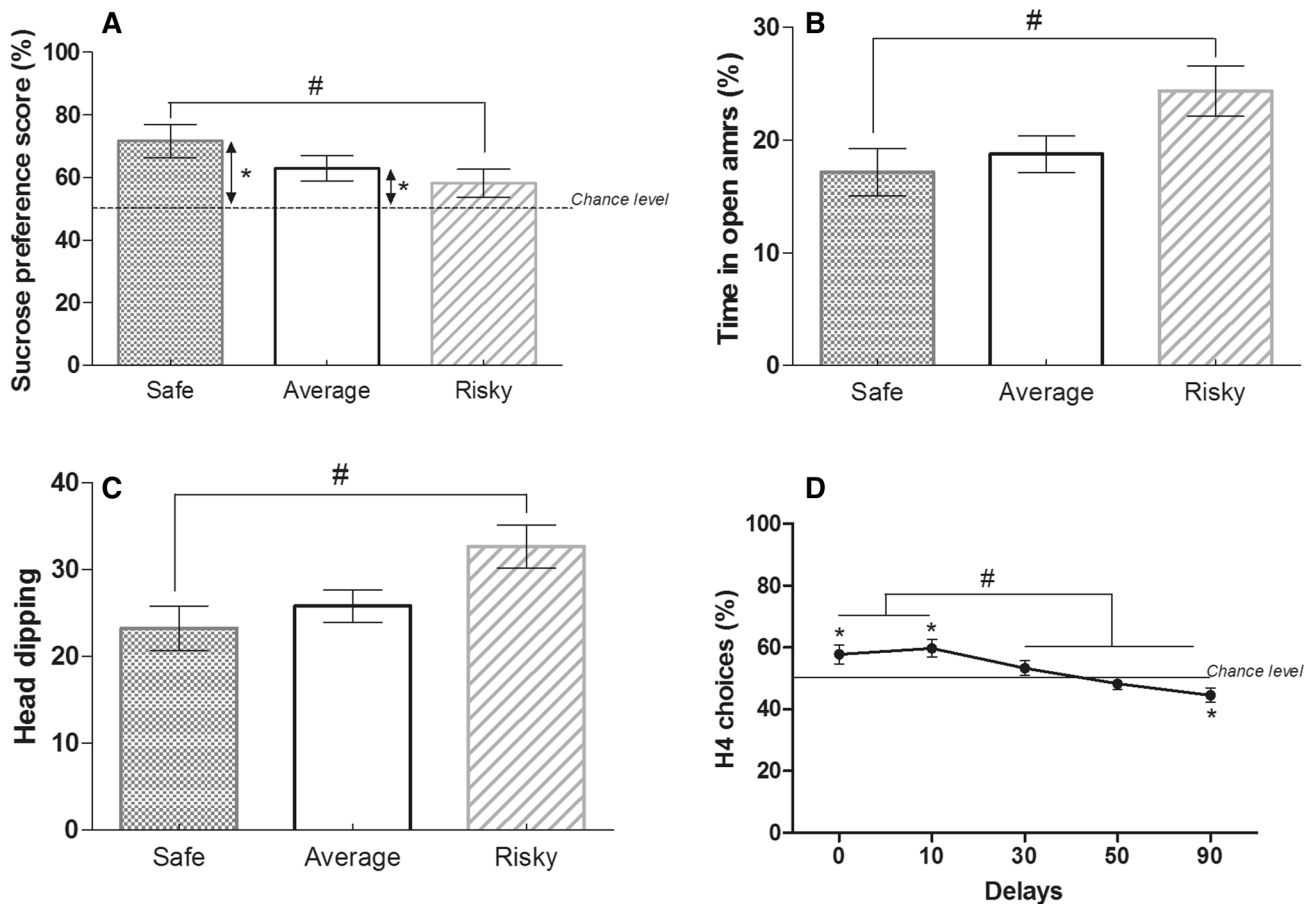 A
Sucrose preference score (%)
100
80
60
40
20
0
#
*
*
Chance level
Safe Average Risky
B
Time in open amrs (%)
30
20
10
0
#
Safe Average Risky
C
Head dipping
40
30
20
10
0
#
Safe Average Risky
D
H4 choices (%)
100
80
60
40
20
0
#
*
*
Chance level
*
0 10 30 50 90
Delays